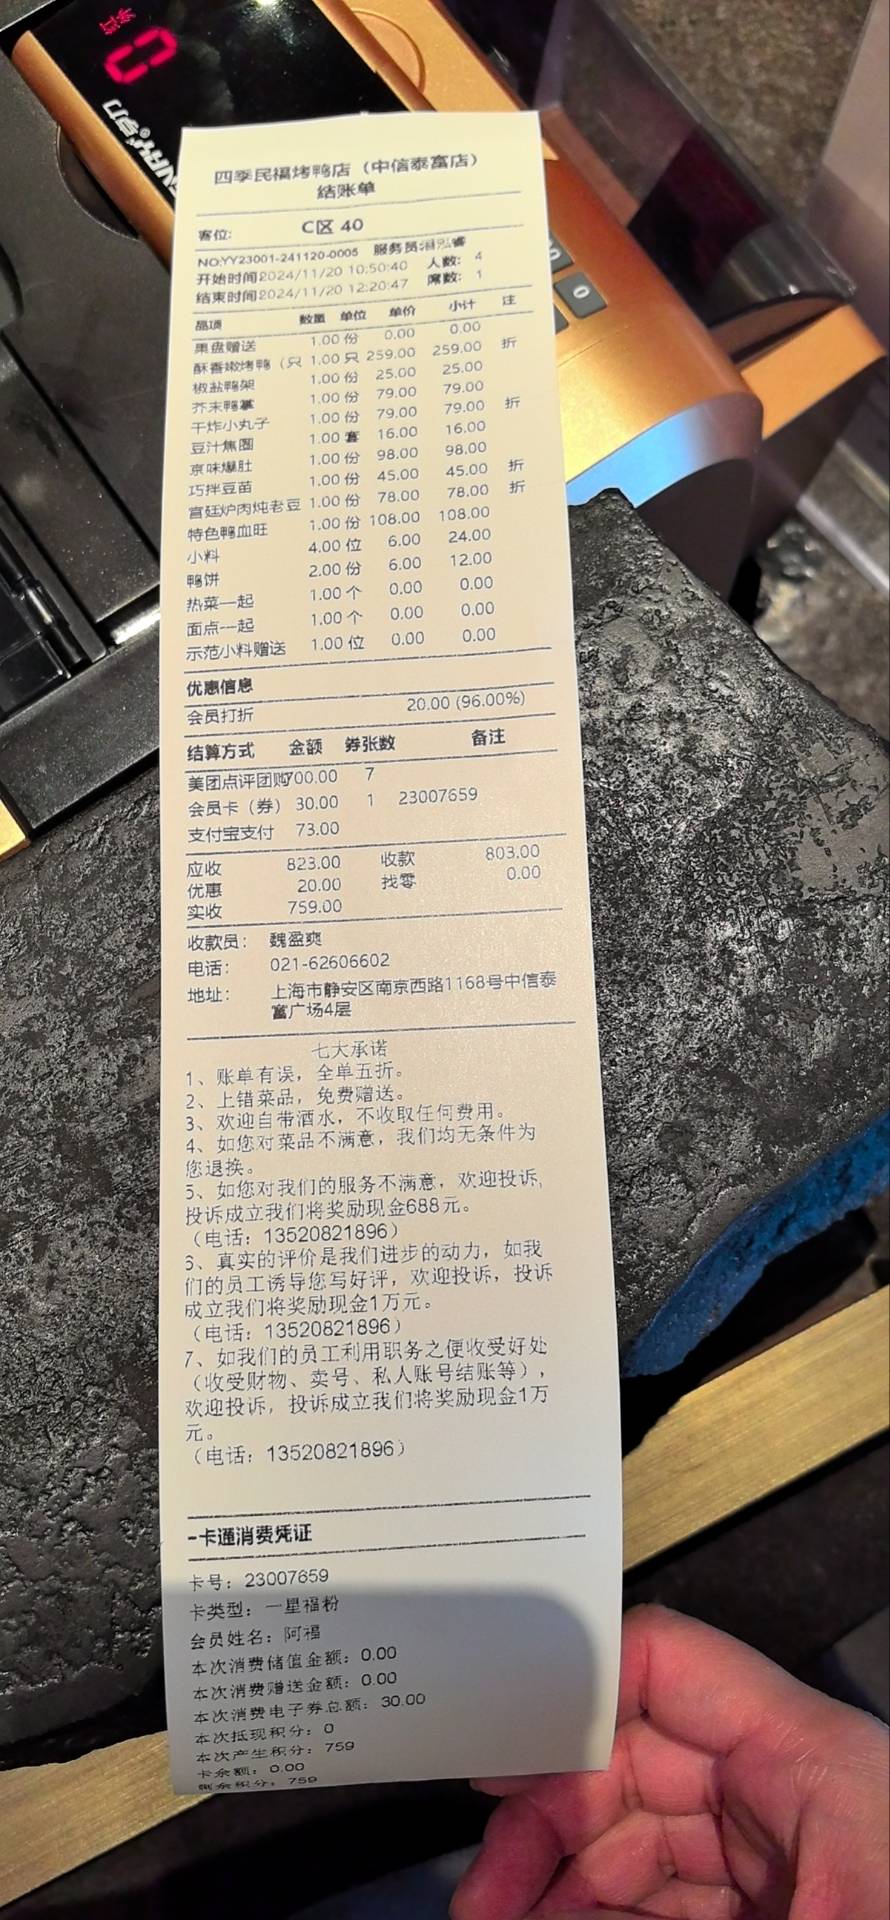 0
四季民福烤鸭店（中信泰富店）
结账单
客位: C区 40
NO:YY23001-241120-0005 服务员:
开始时间2024/11/20 10:50:40 人数: 4
结束时间2024/11/20 12:20:47 席数: 1
品项 数量 单位 单价 小计 注
果盘赠送 1.00 份 0.00 0.00
酥香嫩烤鸭（只 1.00 只 259.00 259.00 折
椒盐鸭架 1.00 份 25.00 25.00
芥末鸭掌 1.00 份 79.00 79.00
干炸小丸子 1.00 份 79.00 79.00 折
豆汁焦圈 1.00 套 16.00 16.00
京味爆肚 1.00 份 98.00 98.00
巧拌豆苗 1.00 份 45.00 45.00 折
宫廷炉肉炖老豆 1.00 份 78.00 78.00 折
特色鸭血旺 1.00 份 108.00 108.00
小料 4.00 位 6.00 24.00
鸭饼 2.00 份 6.00 12.00
热菜一起 1.00 个 0.00 0.00
面点一起 1.00 个 0.00 0.00
示范小料赠送 1.00 位 0.00 0.00
优惠信息
会员打折 20.00 (96.00%)
结算方式 金额 券张数 备注
美团点评团购700.00 7
会员卡（券）30.00 1 23007659
支付宝支付 73.00
应收 823.00 收款 803.00
优惠 20.00 找零 0.00
实收 759.00
收款员: 魏盈爽
电话: 021-62606602
地址: 上海市静安区南京西路1168号中信泰
富广场4层
七大承诺
1、账单有误，全单五折。
2、上错菜品，免费赠送。
3、欢迎自带酒水，不收取任何费用。
4、如您对菜品不满意，我们均无条件为
您退换。
5、如您对我们的服务不满意，欢迎投诉,
投诉成立我们将奖励现金688元。
（电话：13520821896）
6、真实的评价是我们进步的动力，如我
们的员工诱导您写好评，欢迎投诉，投诉
成立我们将奖励现金1万元。
（电话：13520821896）
7、如我们的员工利用职务之便收受好处
（收受财物、卖号、私人账号结账等），
欢迎投诉，投诉成立我们将奖励现金1万
元。
（电话：13520821896）
一卡通消费凭证
卡号：23007659
卡类型：一星福粉
会员姓名：阿福
本次消费储值金额：0.00
本次消费赠送金额：0.00
本次消费电子券总额：30.00
本次抵现积分：0
本次产生积分：759
卡余额：0.00
剩余积分：759